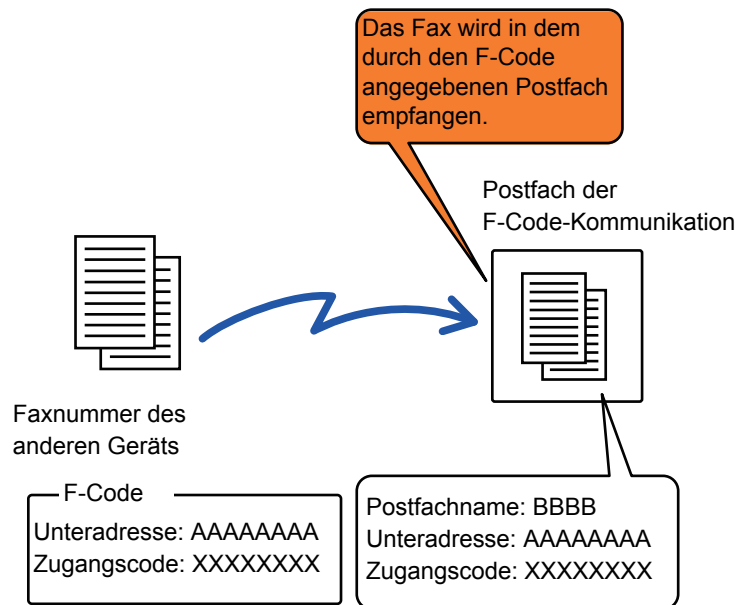 Das Fax wird in dem
durch den F-Code
angegebenen Postfach
empfangen.
Postfach der
F-Code-Kommunikation
Faxnummer des
anderen Geräts
F-Code
Unteradresse: AAAAAAAA
Zugangscode: XXXXXXXX
Postfachname: BBBB
Unteradresse: AAAAAAAA
Zugangscode: XXXXXXXX